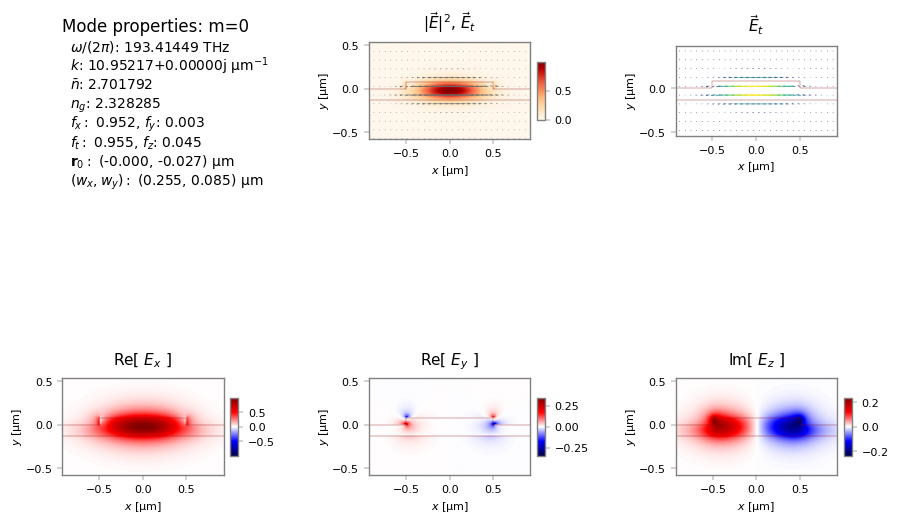 Mode properties: m=0
ω/(2π): 193.41449 THz
k: 10.95217+0.00000j μm⁻¹
n̄: 2.701792
n_g: 2.328285
f_x: 0.952, f_y: 0.003
f_t: 0.955, f_z: 0.045
r₀: (-0.000, -0.027) μm
(w_x, w_y): (0.255, 0.085) μm
|E⃗|², E⃗_t
0.5
0.0
−0.5
y [μm]
−0.5 0.0 0.5
x [μm]
0.5
0.0
E⃗_t
0.5
0.0
−0.5
y [μm]
−0.5 0.0 0.5
x [μm]
Re[ E_x ]
0.5
0.0
−0.5
y [μm]
−0.5 0.0 0.5
x [μm]
0.5
0.0
−0.5
Re[ E_y ]
0.5
0.0
−0.5
y [μm]
−0.5 0.0 0.5
x [μm]
0.25
0.00
−0.25
Im[ E_z ]
0.5
0.0
−0.5
y [μm]
−0.5 0.0 0.5
x [μm]
0.2
0.0
−0.2